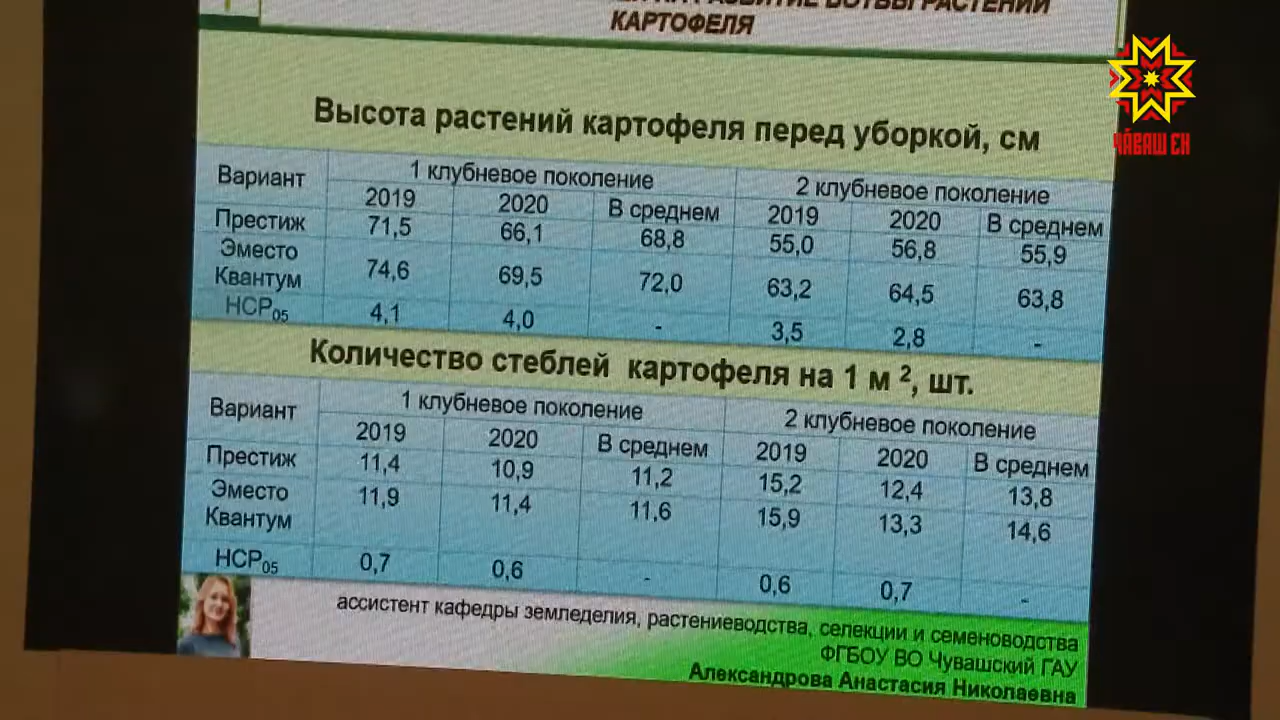 РАСТЕНИЙ
КАРТОФЕЛЯ
ЧӐВАШ ЕН
Высота растений картофеля перед уборкой, см
Вариант 1 клубневое поколение 2 клубневое поколение
2019 2020 В среднем 2019 2020 В среднем
Престиж 71,5 66,1 68,8 55,0 56,8 55,9
Эместо
Квантум 74,6 69,5 72,0 63,2 64,5 63,8
НСР05 4,1 4,0 - 3,5 2,8 -
Количество стеблей картофеля на 1 м 2, шт.
Вариант 1 клубневое поколение 2 клубневое поколение
2019 2020 В среднем 2019 2020 В среднем
Престиж 11,4 10,9 11,2 15,2 12,4 13,8
Эместо 11,9 11,4 11,6 15,9 13,3 14,6
Квантум
НСР05 0,7 0,6 - 0,6 0,7 -
ассистент кафедры земледелия, растениеводства, селекции и семеноводства
ФГБОУ ВО Чувашский ГАУ
Александрова Анастасия Николаевна